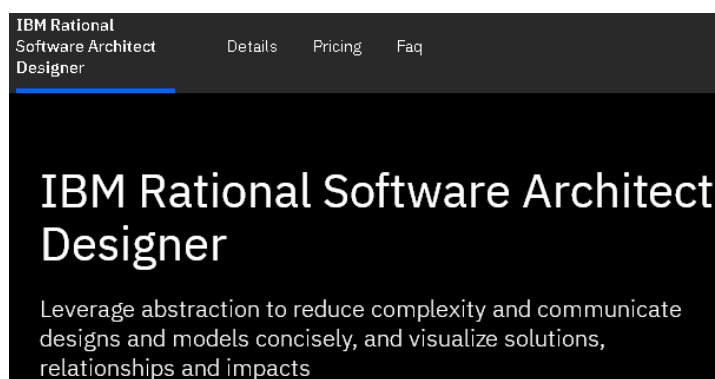 IBM Rational
Software Architect
Designer
Details Pricing Faq
IBM Rational Software Architect
Designer
Leverage abstraction to reduce complexity and communicate
designs and models concisely, and visualize solutions,
relationships and impacts